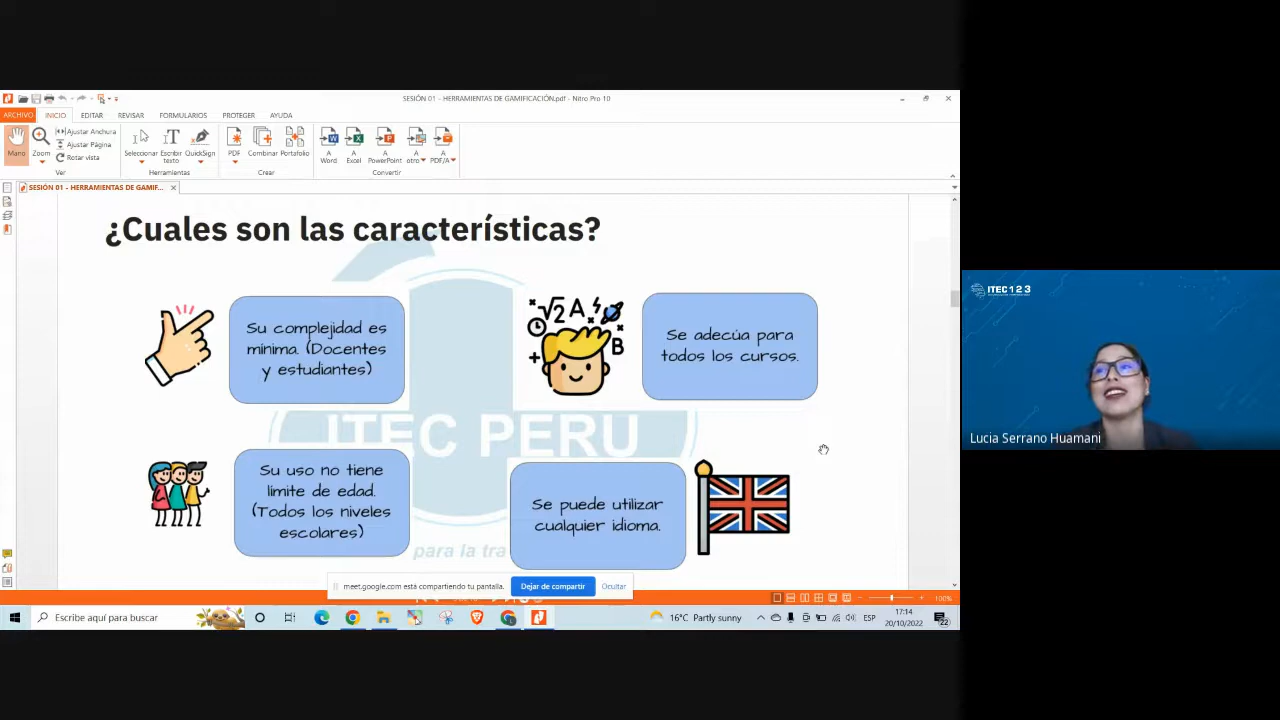 SESIÓN 01 - HERRAMIENTAS DE GAMIFICACIÓN.pdf - Nitro Pro 10
ARCHIVO INICIO EDITAR REVISAR FORMULARIOS PROTEGER AYUDA
Mano
Zoom
Ajustar Anchura
Ajustar Página
Rotar vista
Seleccionar
Escribir texto
QuickSign
PDF
Combinar
Portafolio
A Word
A Excel
A PowerPoint
A otro
A PDF/A
Ver
Herramientas
Crear
Convertir
SESIÓN 01 - HERRAMIENTAS DE GAMIF...
¿Cuales son las características?
Su complejidad es
mínima. (Docentes
y estudiantes)
√2 A
B
Se adecúa para
todos los cursos.
ITEC PERU
Su uso no tiene
límite de edad.
(Todos los niveles
escolares)
Se puede utilizar
cualquier idioma.
para la tra
meet.google.com está compartiendo tu pantalla.
Dejar de compartir
Ocultar
100%
Escribe aquí para buscar
16°C Partly sunny
ESP
17:14
20/10/2022
22
ITEC 1 2 3
Lucia Serrano Huamani